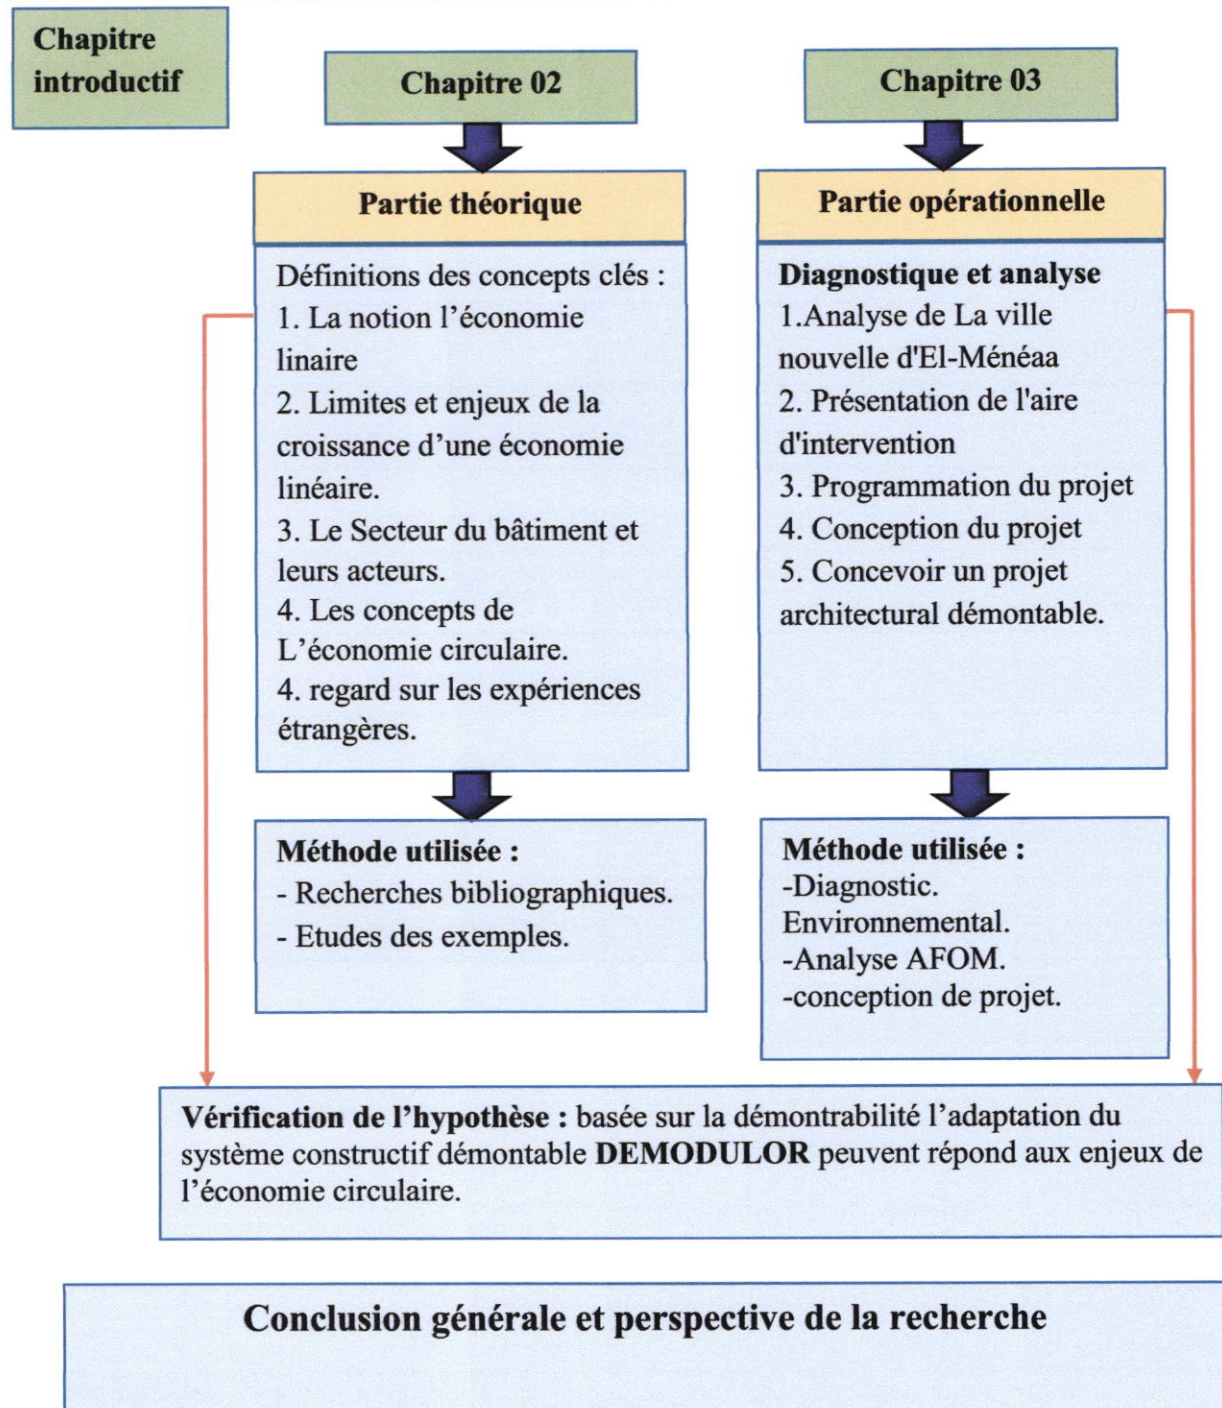 Chapitre
introductif
Chapitre 02
Chapitre 03
Partie théorique
Définitions des concepts clés :
1. La notion l’économie
linaire
2. Limites et enjeux de la
croissance d’une économie
linéaire.
3. Le Secteur du bâtiment et
leurs acteurs.
4. Les concepts de
L’économie circulaire.
4. regard sur les expériences
étrangères.
Méthode utilisée :
- Recherches bibliographiques.
- Etudes des exemples.
Partie opérationnelle
Diagnostique et analyse
1.Analyse de La ville
nouvelle d'El-Ménéaa
2. Présentation de l'aire
d'intervention
3. Programmation du projet
4. Conception du projet
5. Concevoir un projet
architectural démontable.
Méthode utilisée :
-Diagnostic.
Environnemental.
-Analyse AFOM.
-conception de projet.
Vérification de l’hypothèse : basée sur la démontrabilité l’adaptation du
système constructif démontable DEMODULOR peuvent répond aux enjeux de
l’économie circulaire.
Conclusion générale et perspective de la recherche